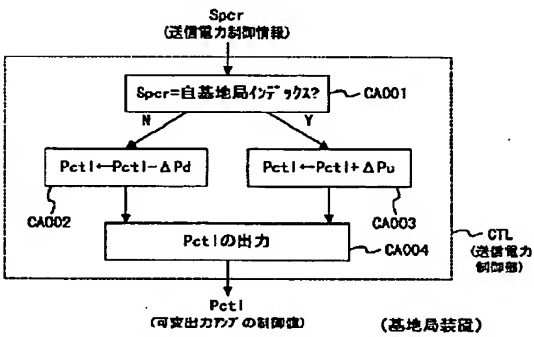 Spcr
(送信電力制御情報)
Spcr=自基地局インデックス?
CA001
N
Y
Pctl←Pctl-ΔPd
Pctl←Pctl+ΔPu
CA002
CA003
Pctlの出力
CA004
CTL
(送信電力
制御部)
Pctl
(可変出力アンプの制御値)
(基地局装置)